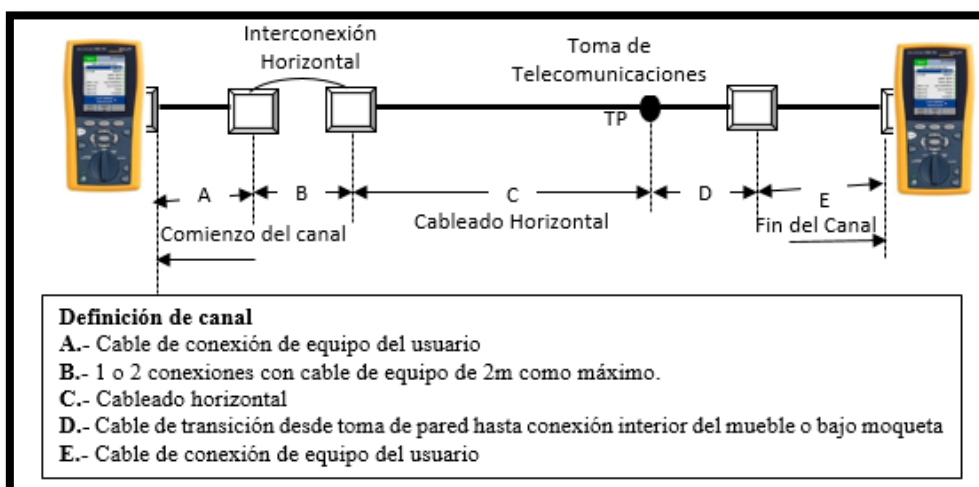 Interconexión
Horizontal
Toma de
Telecomunicaciones
TP
A
B
C
D
E
Cableado Horizontal
Comienzo del canal
Fin del Canal
Definición de canal
A.- Cable de conexión de equipo del usuario
B.- 1 o 2 conexiones con cable de equipo de 2m como máximo.
C.- Cableado horizontal
D.- Cable de transición desde toma de pared hasta conexión interior del mueble o bajo moqueta
E.- Cable de conexión de equipo del usuario